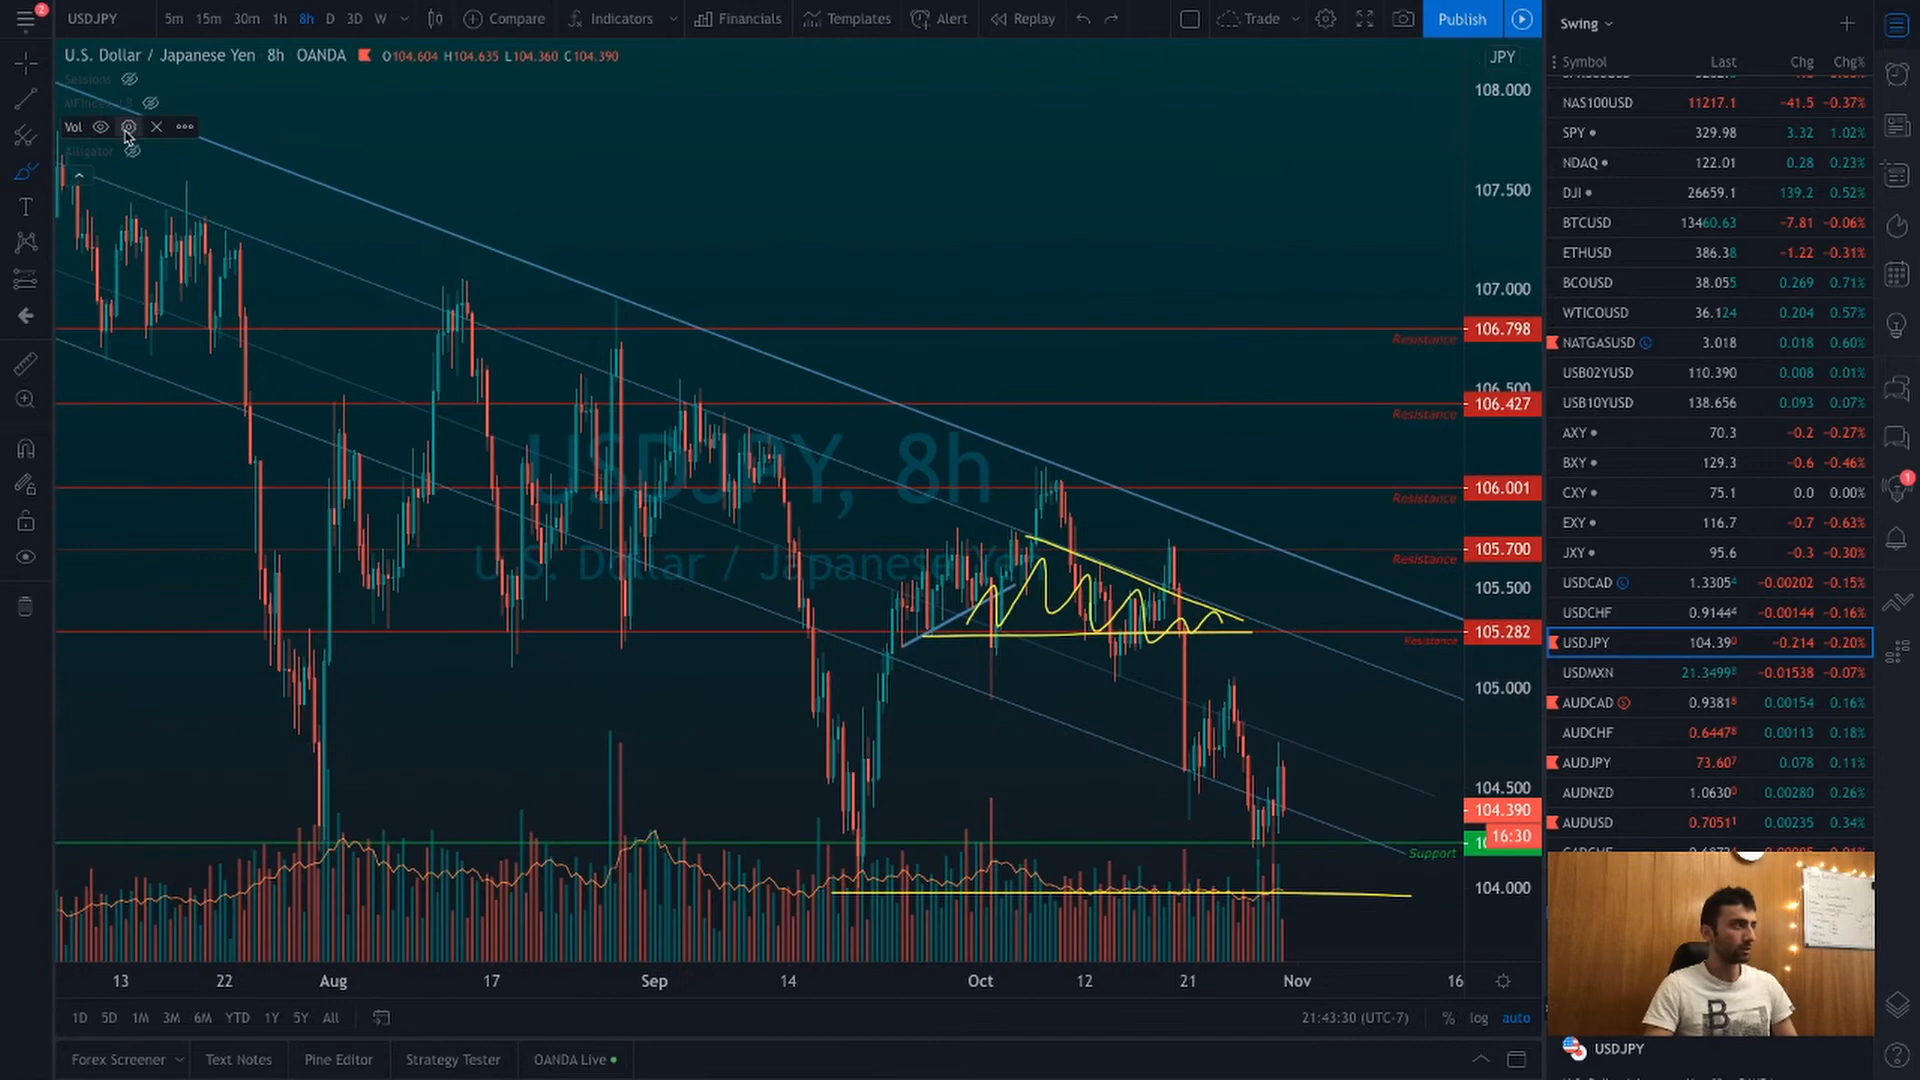 2
USDJPY 5m 15m 30m 1h 8h D 3D W Compare Indicators Financials Templates Alert Replay Trade Publish
U.S. Dollar / Japanese Yen 8h OANDA O104.604 H104.635 L104.360 C104.390
Sessions
Vol
Alligator
JPY
108.000
107.500
107.000
106.798
Resistance
106.500
106.427
Resistance
106.001
Resistance
105.700
Resistance
105.500
105.282
Resistance
105.000
104.500
104.390
16:30
Support
104.000
USDJPY, 8h
U.S. Dollar / Japanese Yen
13 22 Aug 17 Sep 14 Oct 12 21 Nov 16
1D 5D 1M 3M 6M YTD 1Y 5Y All
21:43:30 (UTC-7) % log auto
Forex Screener Text Notes Pine Editor Strategy Tester OANDA Live
Swing
Symbol Last Chg Chg%
NAS100USD 11217.1 -41.5 -0.37%
SPY 329.98 3.32 1.02%
NDAQ 122.01 0.28 0.23%
DJI 26659.1 139.2 0.52%
BTCUSD 13460.63 -7.81 -0.06%
ETHUSD 386.38 -1.22 -0.31%
BCOUSD 38.055 0.269 0.71%
WTICOUSD 36.124 0.204 0.57%
NATGASUSD 3.018 0.018 0.60%
USB02YUSD 110.390 0.008 0.01%
USB10YUSD 138.656 0.093 0.07%
AXY 70.3 -0.2 -0.27%
BXY 129.3 -0.6 -0.46%
CXY 75.1 0.0 0.00%
EXY 116.7 -0.7 -0.63%
JXY 95.6 -0.3 -0.30%
USDCAD 1.33054 -0.00202 -0.15%
USDCHF 0.91444 -0.00144 -0.16%
USDJPY 104.390 -0.214 -0.20%
USDMXN 21.34998 -0.01538 -0.07%
AUDCAD 0.93818 0.00154 0.16%
AUDCHF 0.64476 0.00113 0.18%
AUDJPY 73.607 0.078 0.11%
AUDNZD 1.06300 0.00280 0.26%
AUDUSD 0.70511 0.00235 0.34%
1
B
USDJPY